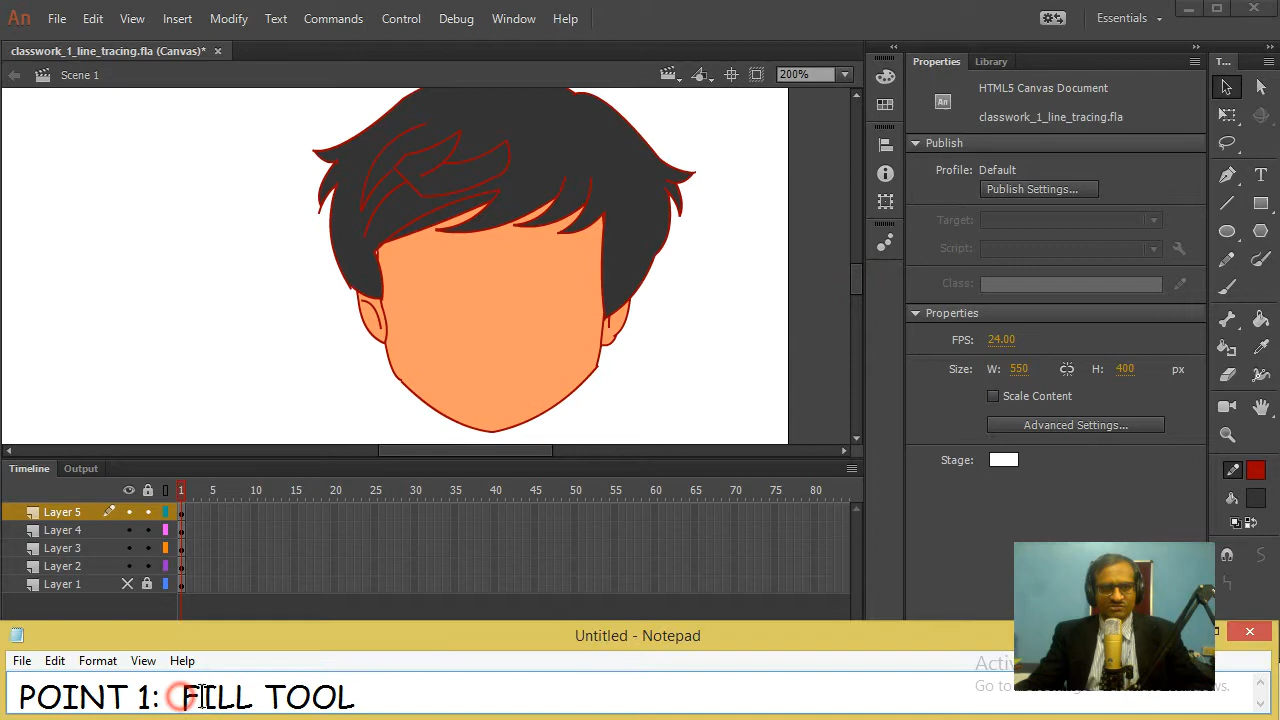 An File Edit View Insert Modify Text Commands Control Debug Window Help Essentials
classwork_1_line_tracing.fla (Canvas)* ×
Scene 1 200%
Properties Library T...
HTML5 Canvas Document
An classwork_1_line_tracing.fla
Publish
Profile: Default
Publish Settings...
Target:
Script:
Class:
Properties
FPS: 24.00
Size: W: 550 H: 400 px
Scale Content
Advanced Settings...
Stage:
Timeline Output
1 5 10 15 20 25 30 35 40 45 50 55 60 65 70 75 80
Layer 5
Layer 4
Layer 3
Layer 2
Layer 1
Untitled - Notepad
File Edit Format View Help
POINT 1: FILL TOOL